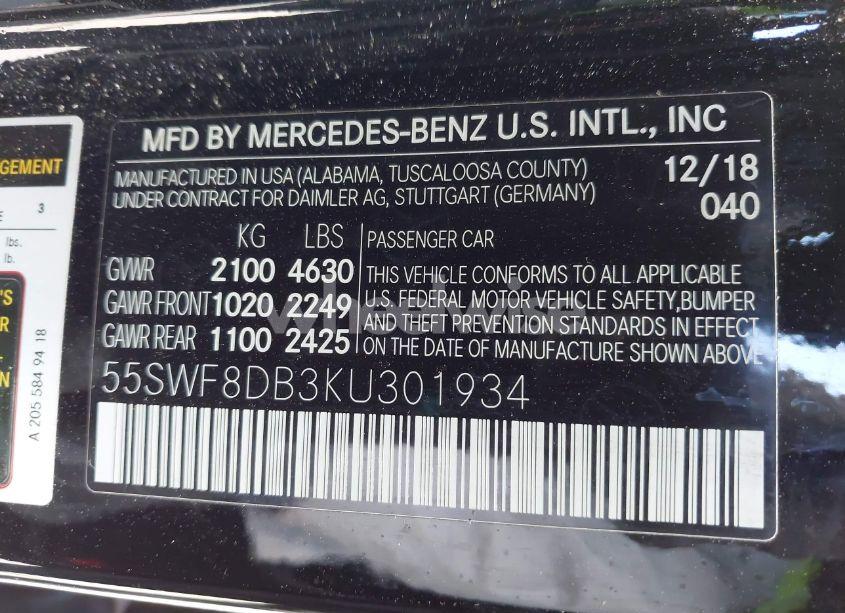 AGEMENT
E 3
lbs.
lb.
'S
R
L-
N
A 205 584 94 18
MFD BY MERCEDES-BENZ U.S. INTL., INC
MANUFACTURED IN USA (ALABAMA, TUSCALOOSA COUNTY)
UNDER CONTRACT FOR DAIMLER AG, STUTTGART (GERMANY)
12/18
040
KG LBS
GVWR 2100 4630
GAWR FRONT 1020 2249
GAWR REAR 1100 2425
PASSENGER CAR
THIS VEHICLE CONFORMS TO ALL APPLICABLE
U.S. FEDERAL MOTOR VEHICLE SAFETY, BUMPER
AND THEFT PREVENTION STANDARDS IN EFFECT
ON THE DATE OF MANUFACTURE SHOWN ABOVE
55SWF8DB3KU301934